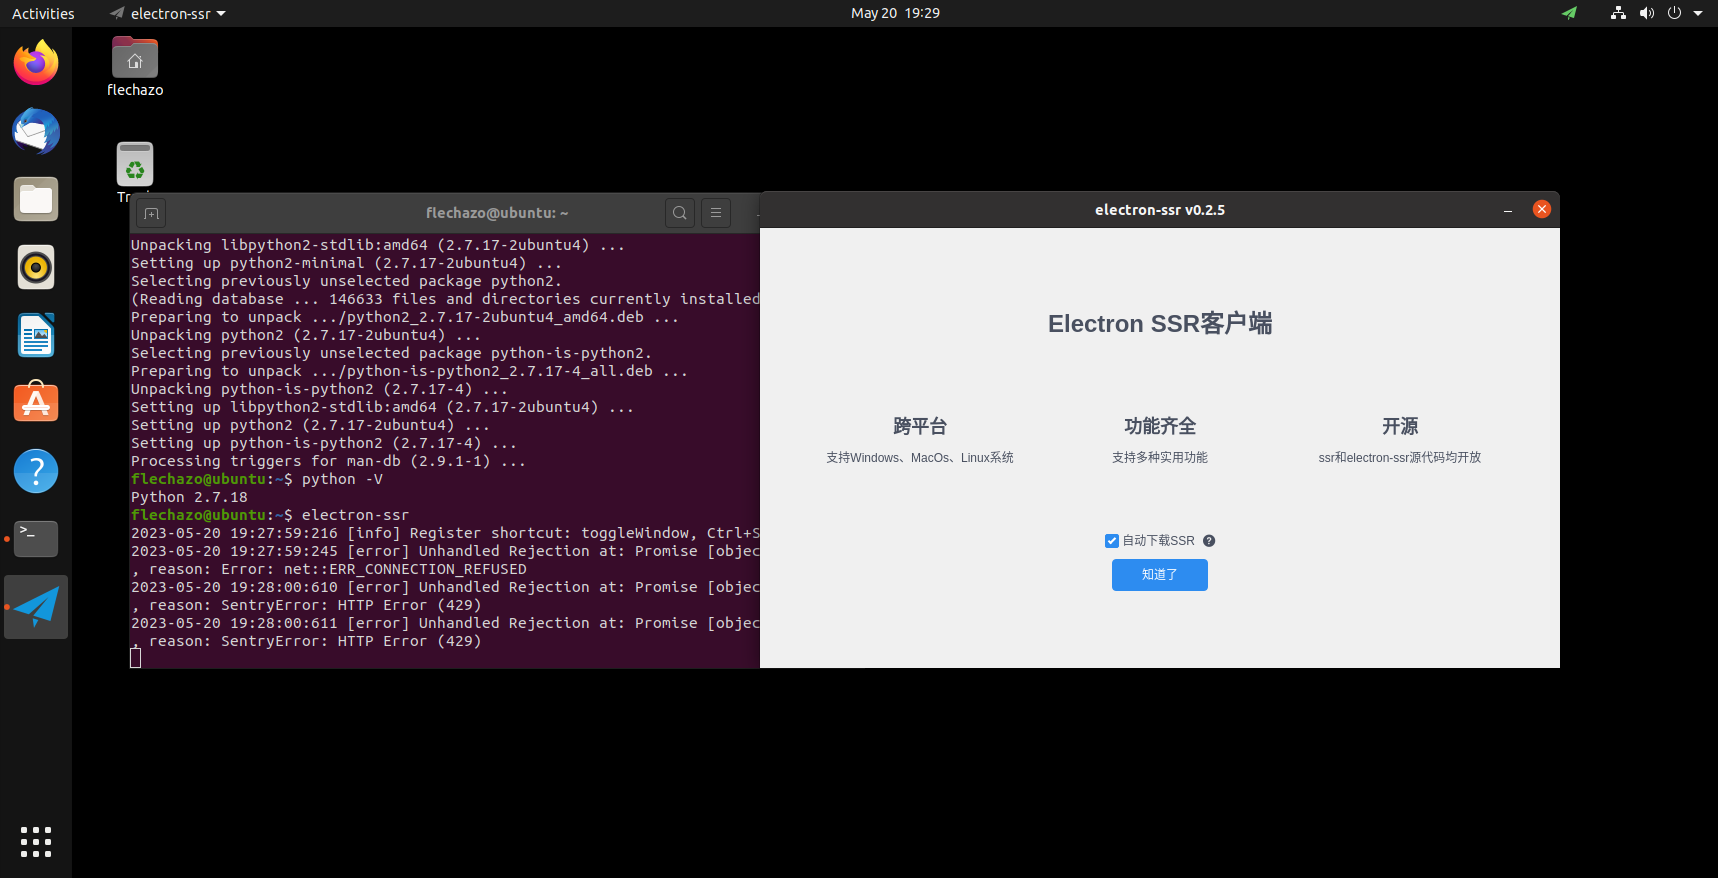 Activities
electron-ssr
May 20 19:29
flechazo
flechazo@ubuntu: ~
Unpacking libpython2-stdlib:amd64 (2.7.17-2ubuntu4) ...
Setting up python2-minimal (2.7.17-2ubuntu4) ...
Selecting previously unselected package python2.
(Reading database ... 146633 files and directories currently installed
Preparing to unpack .../python2_2.7.17-2ubuntu4_amd64.deb ...
Unpacking python2 (2.7.17-2ubuntu4) ...
Selecting previously unselected package python-is-python2.
Preparing to unpack .../python-is-python2_2.7.17-4_all.deb ...
Unpacking python-is-python2 (2.7.17-4) ...
Setting up libpython2-stdlib:amd64 (2.7.17-2ubuntu4) ...
Setting up python2 (2.7.17-2ubuntu4) ...
Setting up python-is-python2 (2.7.17-4) ...
Processing triggers for man-db (2.9.1-1) ...
flechazo@ubuntu:~$ python -V
Python 2.7.18
flechazo@ubuntu:~$ electron-ssr
2023-05-20 19:27:59:216 [info] Register shortcut: toggleWindow, Ctrl+S
2023-05-20 19:27:59:245 [error] Unhandled Rejection at: Promise [objec
, reason: Error: net::ERR_CONNECTION_REFUSED
2023-05-20 19:28:00:610 [error] Unhandled Rejection at: Promise [objec
, reason: SentryError: HTTP Error (429)
2023-05-20 19:28:00:611 [error] Unhandled Rejection at: Promise [objec
, reason: SentryError: HTTP Error (429)
electron-ssr v0.2.5
Electron SSR客户端
跨平台
支持Windows、MacOs、Linux系统
功能齐全
支持多种实用功能
开源
ssr和electron-ssr源代码均开放
自动下载SSR
知道了